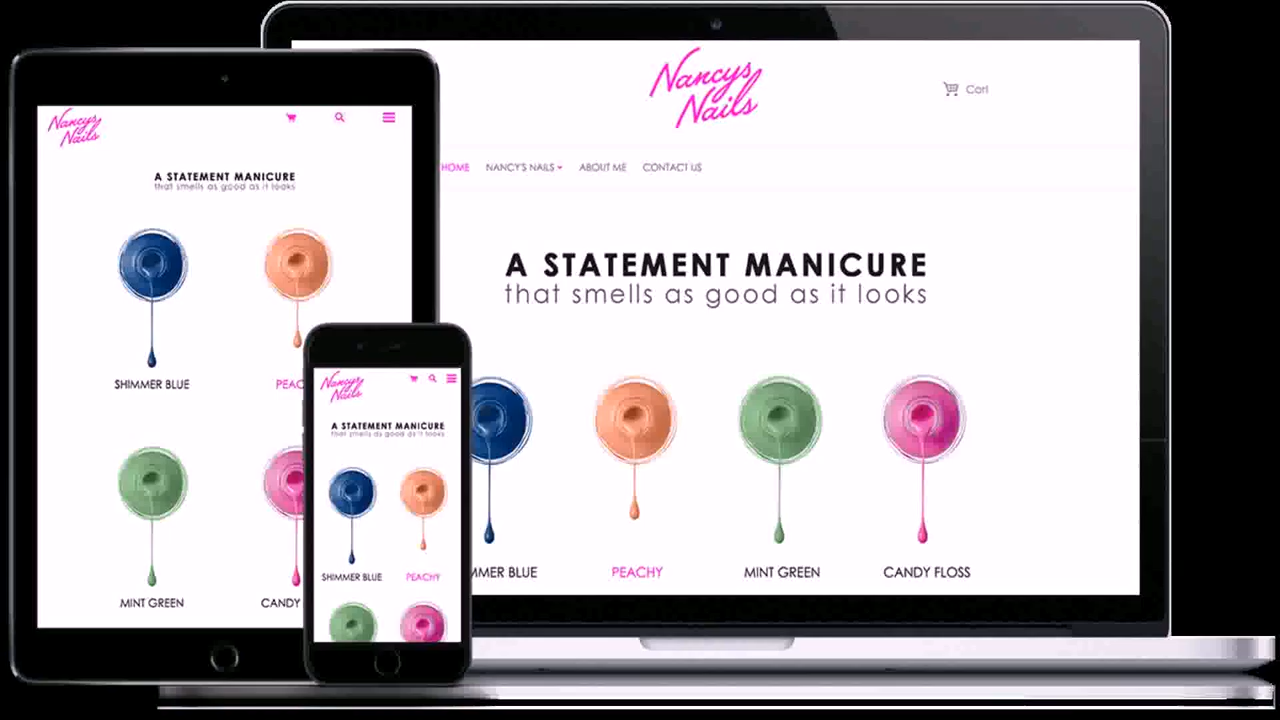 Nancys
Nails
A STATEMENT MANICURE
that smells as good as it looks
SHIMMER BLUE
PEAC
MINT GREEN
CANDY
Nancys
Nails
A STATEMENT MANICURE
that smells as good as it looks
SHIMMER BLUE
PEACHY
Nancys
Nails
Cart
HOME
NANCY'S NAILS
ABOUT ME
CONTACT US
A STATEMENT MANICURE
that smells as good as it looks
MMER BLUE
PEACHY
MINT GREEN
CANDY FLOSS